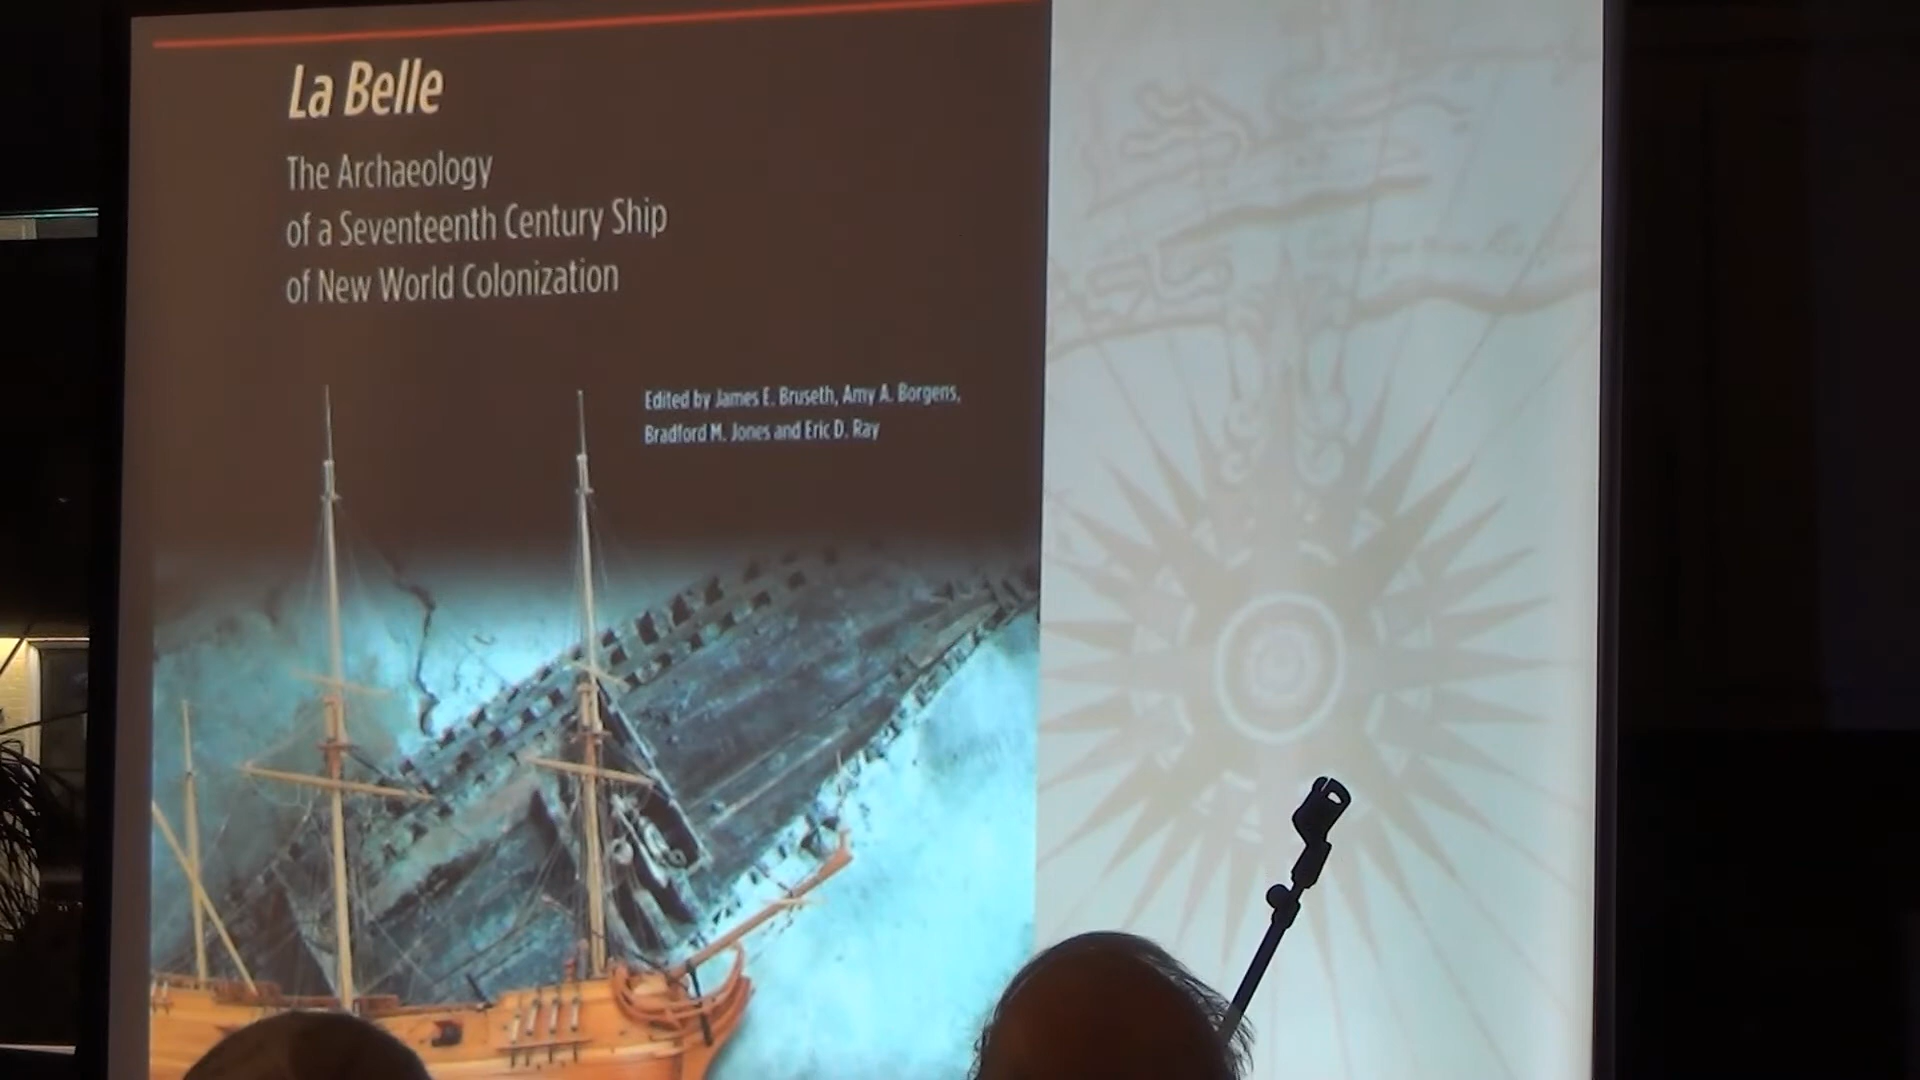 La Belle
The Archaeology
of a Seventeenth Century Ship
of New World Colonization
Edited by James E. Bruseth, Amy A. Borgens,
Bradford M. Jones and Eric D. Ray